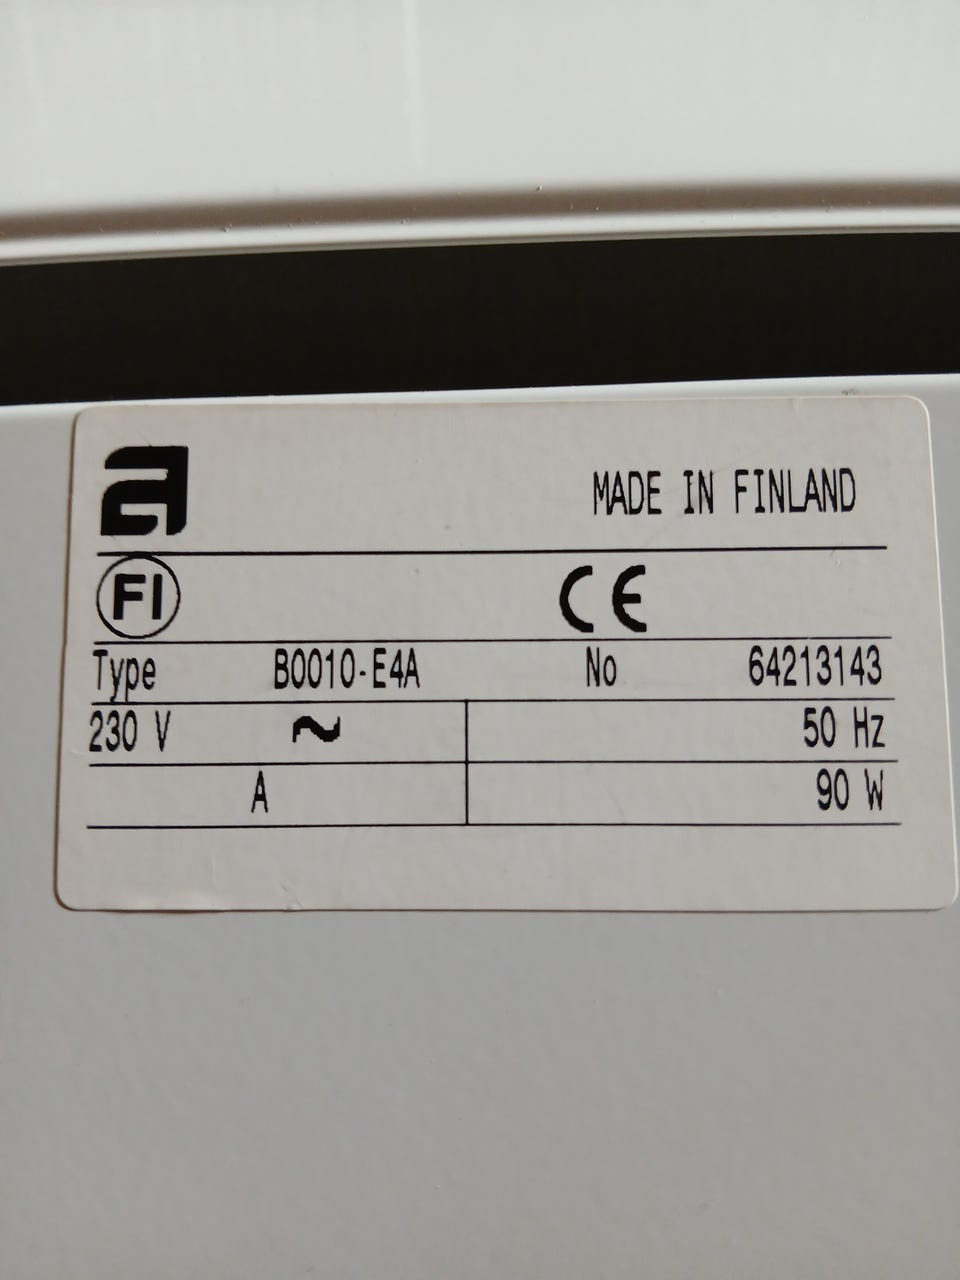 a
MADE IN FINLAND
FI
CE
Type B0010-E4A No 64213143
230 V ~ 50 Hz
A 90 W